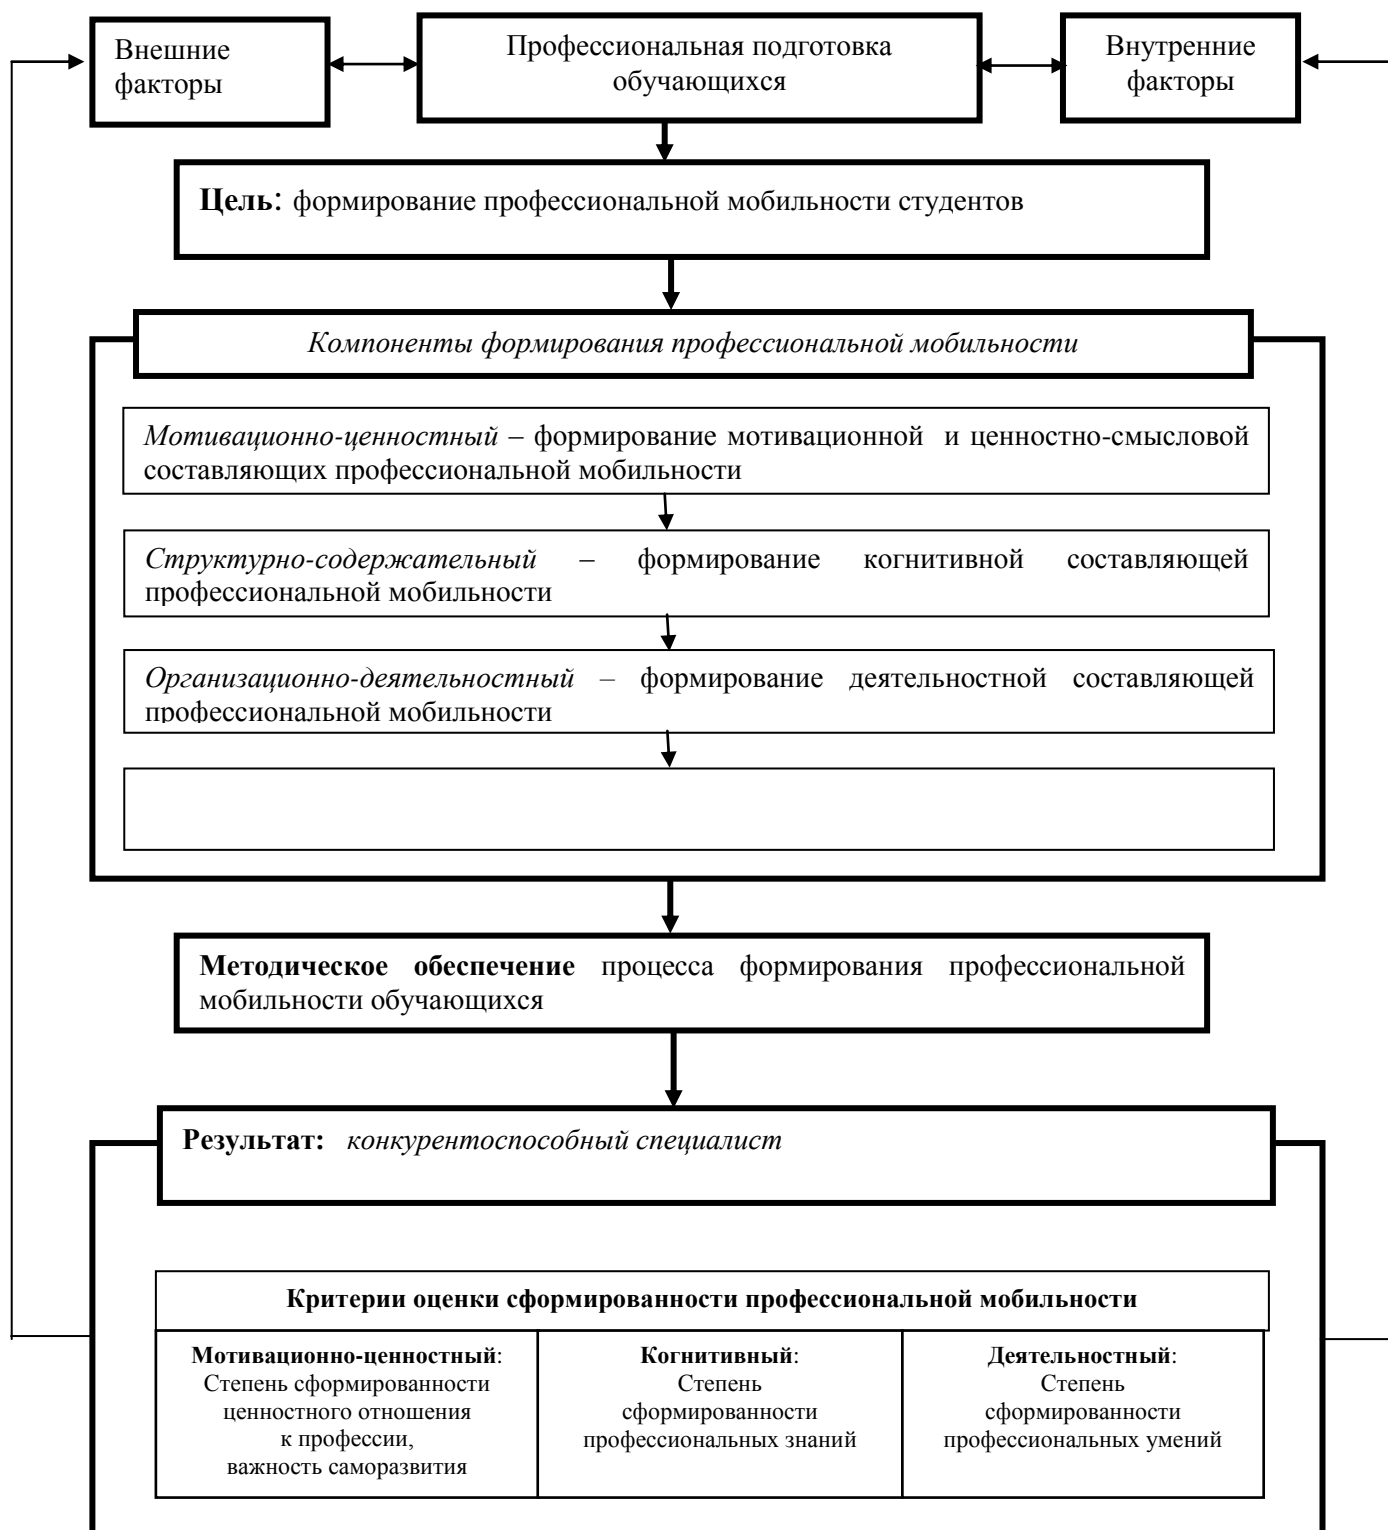 Внешние
факторы
Профессиональная подготовка
обучающихся
Внутренние
факторы
Цель: формирование профессиональной мобильности студентов
Компоненты формирования профессиональной мобильности
Мотивационно-ценностный – формирование мотивационной и ценностно-смысловой
составляющих профессиональной мобильности
Структурно-содержательный – формирование когнитивной составляющей
профессиональной мобильности
Организационно-деятельностный – формирование деятельностной составляющей
профессиональной мобильности
Методическое обеспечение процесса формирования профессиональной
мобильности обучающихся
Результат: конкурентоспособный специалист
Критерии оценки сформированности профессиональной мобильности
Мотивационно-ценностный:
Степень сформированности
ценностного отношения
к профессии,
важность саморазвития
Когнитивный:
Степень
сформированности
профессиональных знаний
Деятельностный:
Степень
сформированности
профессиональных умений